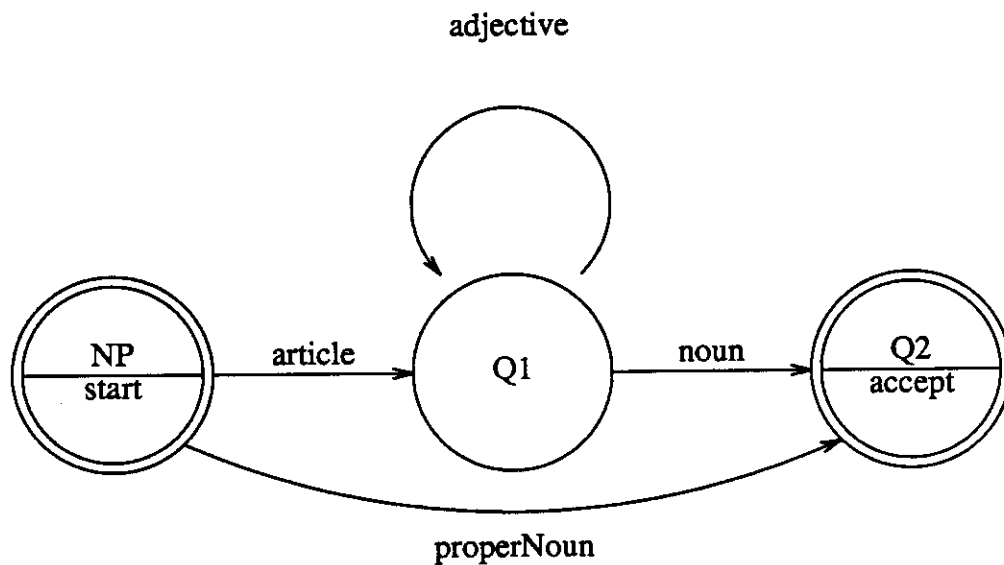 adjective
NP
start
article
Q1
noun
Q2
accept
properNoun